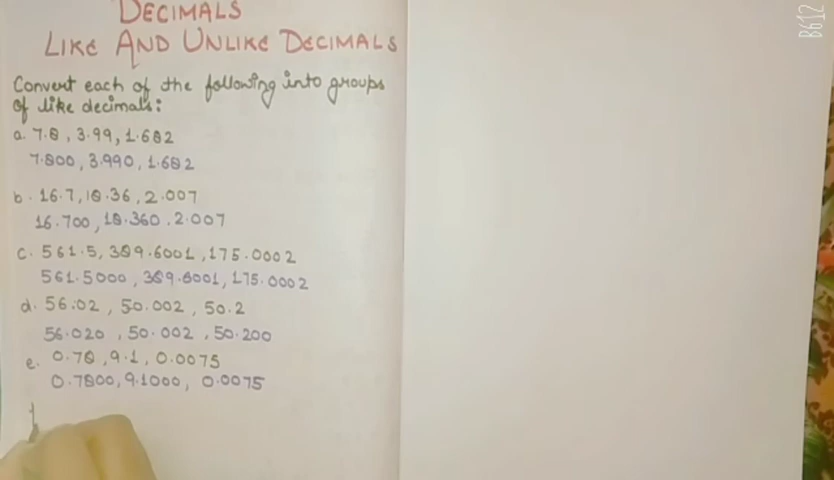 DECIMALS
LIKE AND UNLIKE DECIMALS
Convert each of the following into groups
of like decimals:
a. 7.8, 3.99, 1.682
7.800, 3.990, 1.682
b. 16.7, 18.36, 2.007
16.700, 18.360, 2.007
c. 561.5, 389.6001, 175.0002
561.5000, 389.6001, 175.0002
d. 56.02, 50.002, 50.2
56.020, 50.002, 50.200
e. 0.78, 9.1, 0.0075
0.7800, 9.1000, 0.0075
B612